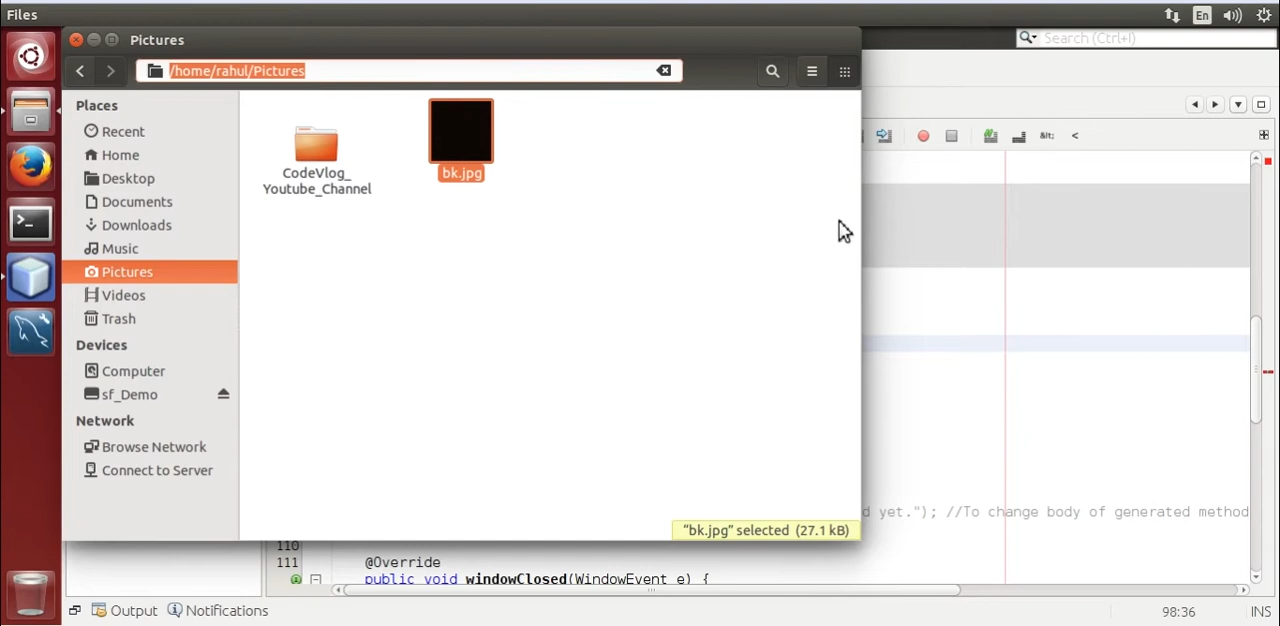 Files
En
Pictures
Search (Ctrl+I)
/home/rahul/Pictures
Places
Recent
Home
Desktop
Documents
Downloads
Music
Pictures
Videos
Trash
Devices
Computer
sf_Demo
Network
Browse Network
Connect to Server
CodeVlog_
Youtube_Channel
bk.jpg
&lt; <
"bk.jpg" selected (27.1 kB)
d yet."); //To change body of generated method
110
111 @Override
public void windowClosed(WindowEvent e) {
Output Notifications 98:36 INS